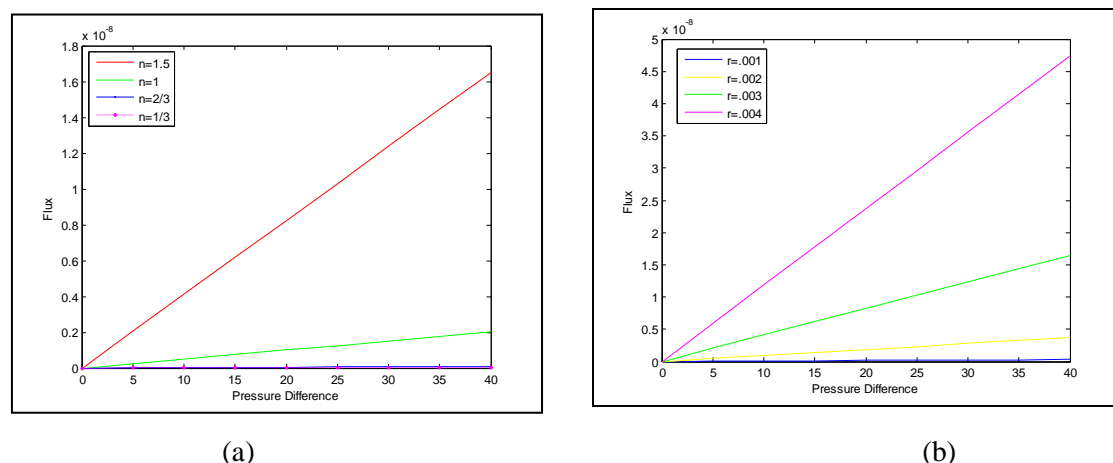 x 10-8
1.8
1.6
1.4
1.2
1
0.8
0.6
0.4
0.2
0
Flux
n=1.5
n=1
n=2/3
n=1/3
0 5 10 15 20 25 30 35 40
Pressure Difference
(a)
x 10-8
5
4.5
4
3.5
3
2.5
2
1.5
1
0.5
0
Flux
r=.001
r=.002
r=.003
r=.004
0 5 10 15 20 25 30 35 40
Pressure Difference
(b)